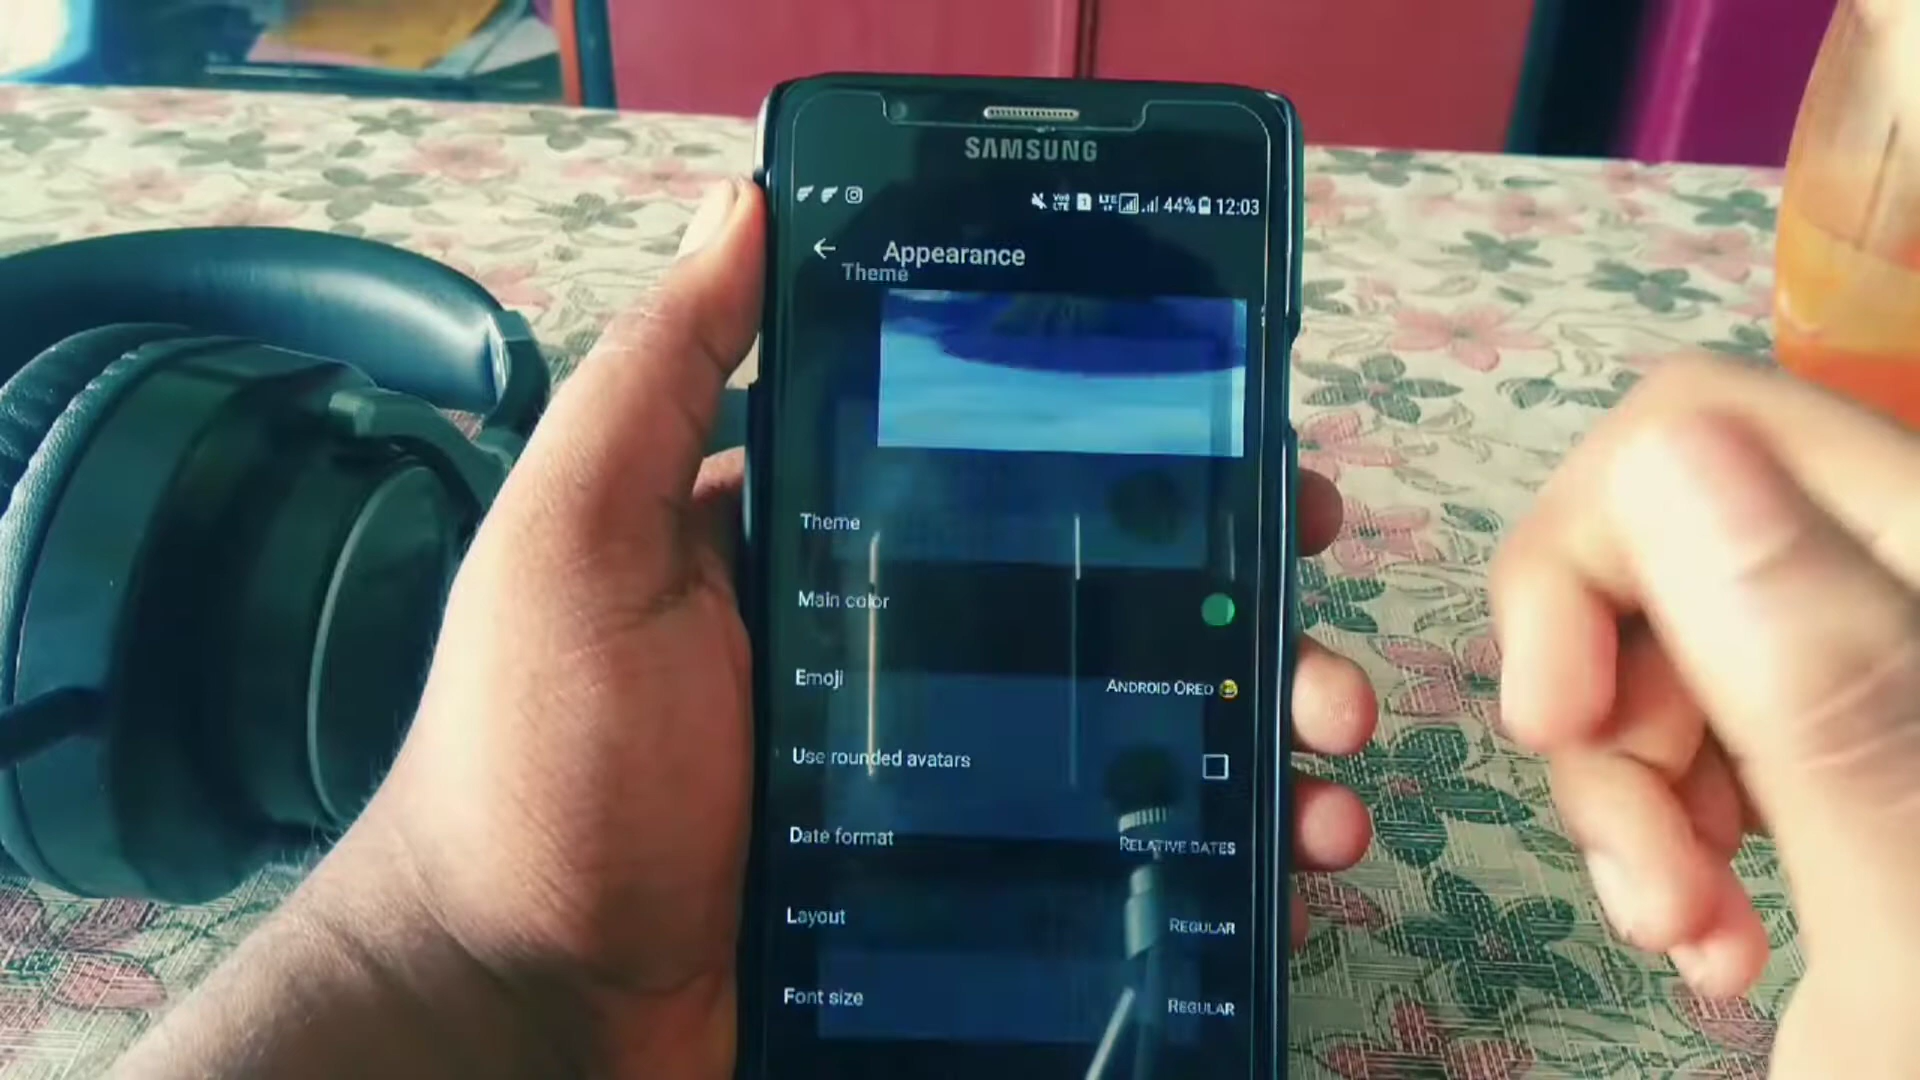 SAMSUNG
44% 12:03
Appearance
Theme
Theme
Main color
Emoji ANDROID OREO
Use rounded avatars
Date format RELATIVE DATES
Layout REGULAR
Font size REGULAR